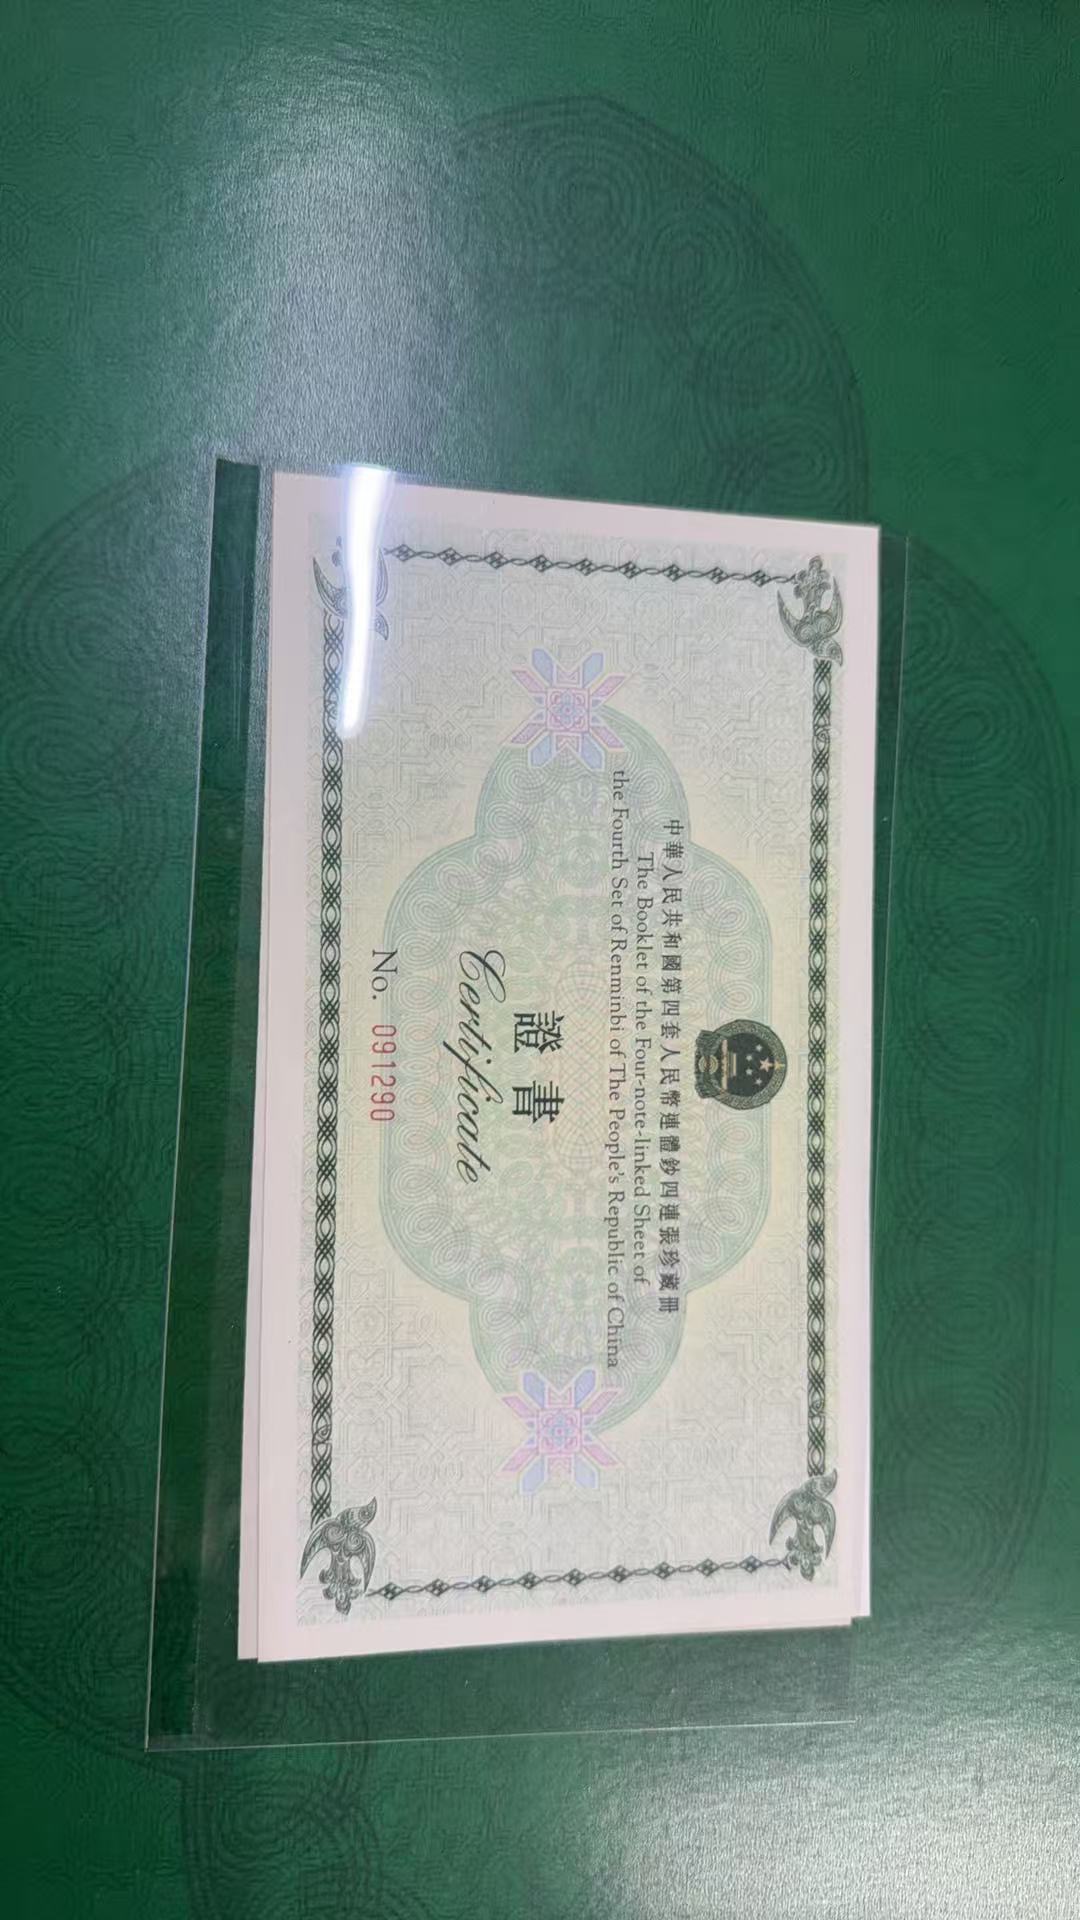 中華人民共和國第四套人民幣連體鈔四連張珍藏冊
The Booklet of the Four-note-linked Sheet of
the Fourth Set of Renminbi of The People's Republic of China
證書
Certificate
No. 091290